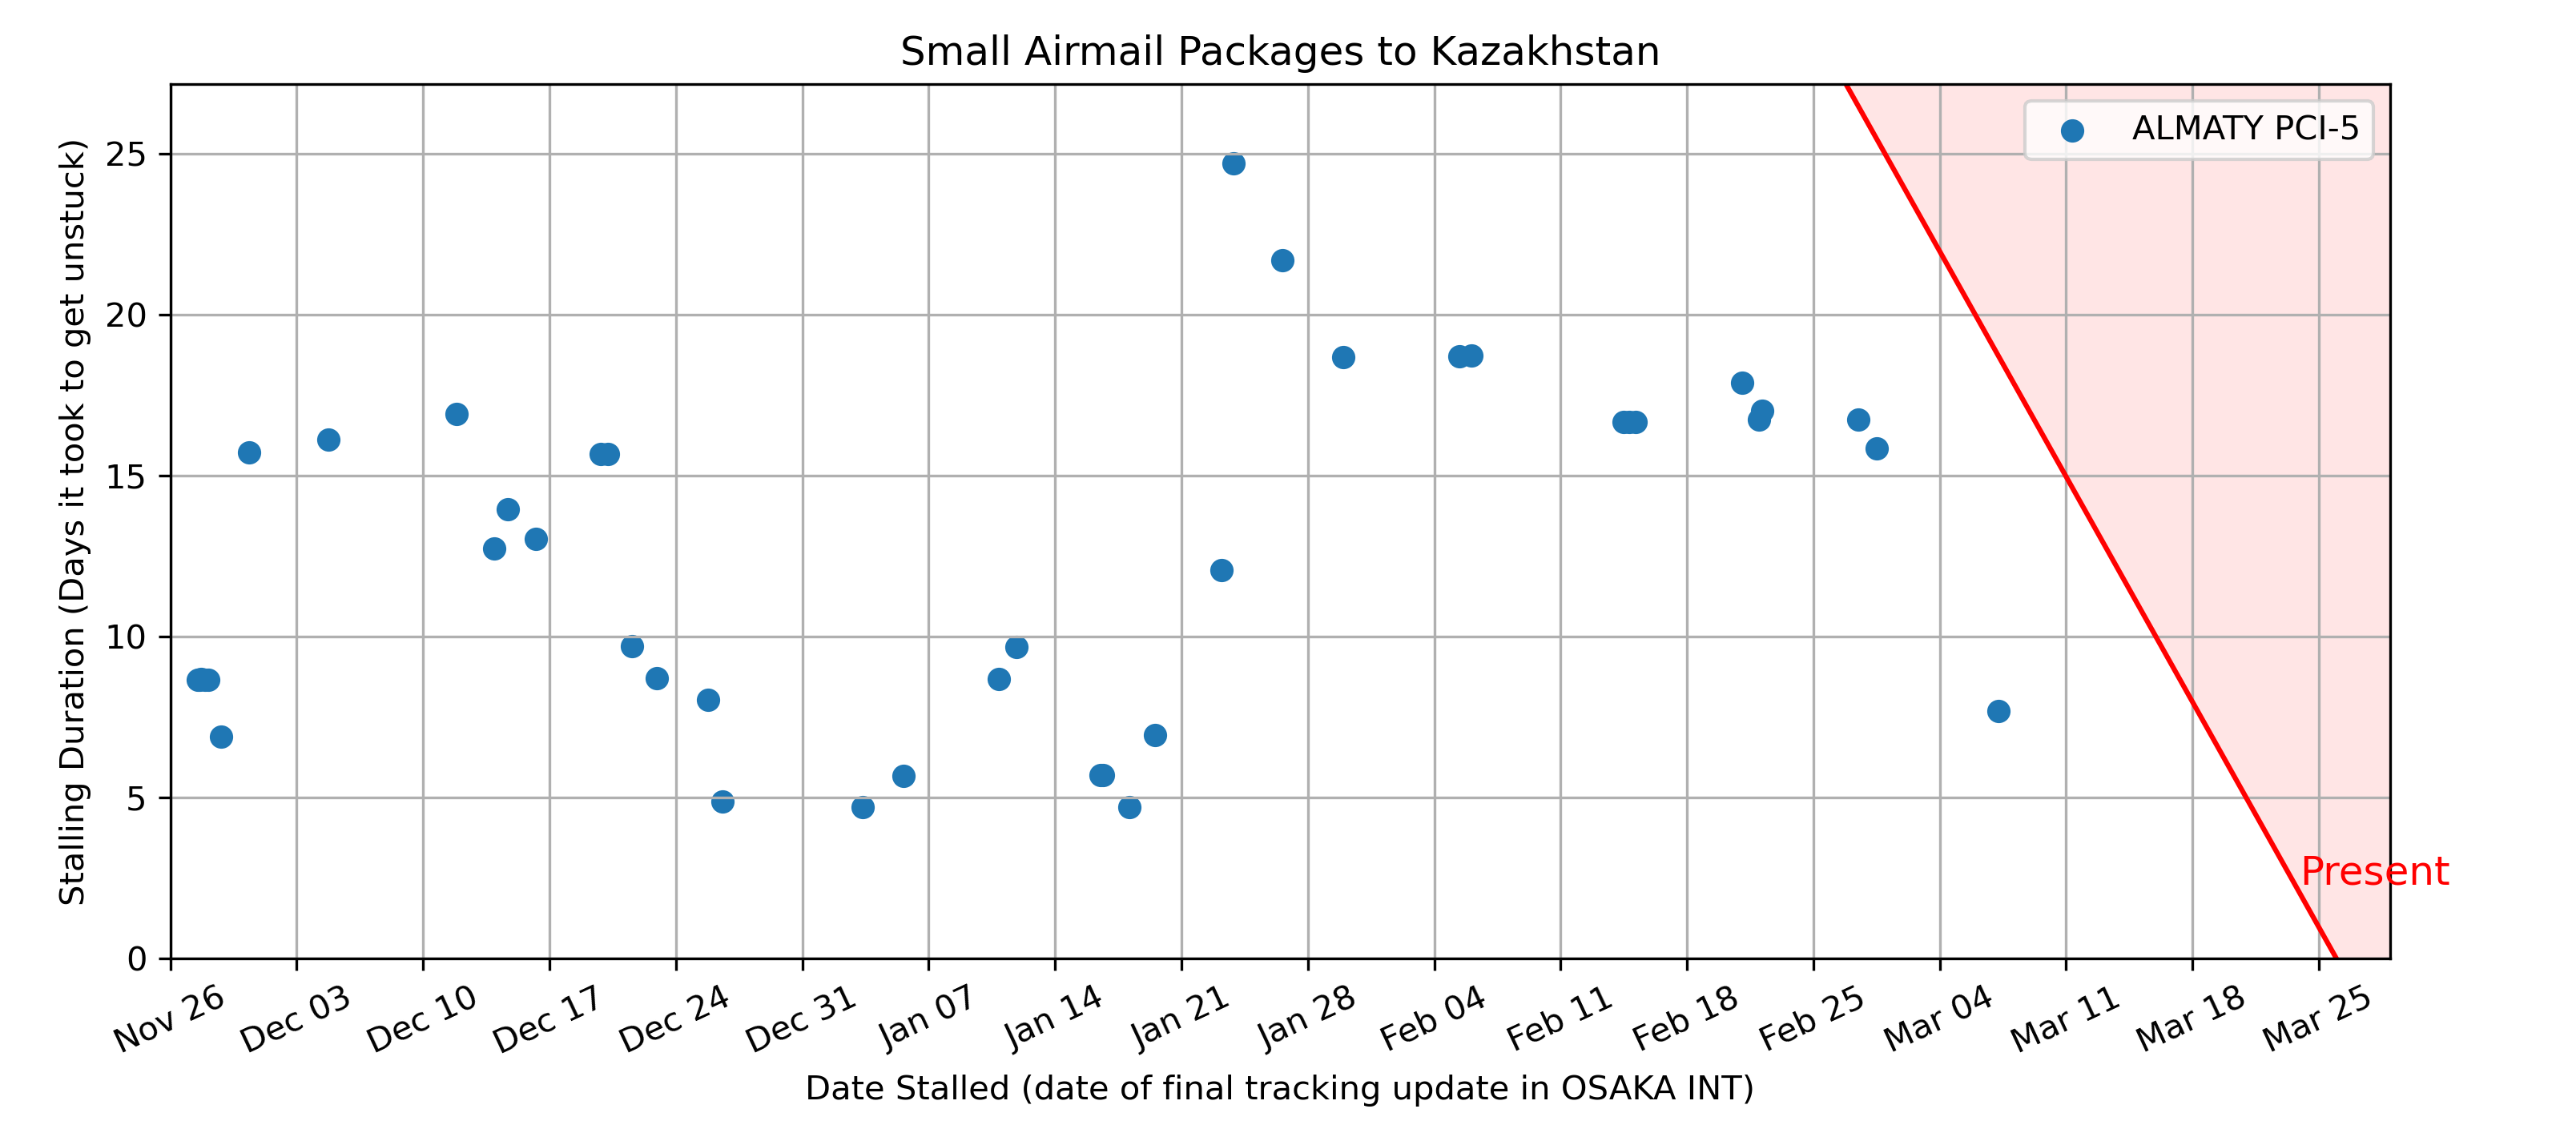 Small Airmail Packages to Kazakhstan
ALMATY PCI-5
Stalling Duration (Days it took to get unstuck)
25
20
15
10
5
0
Present
Nov 26
Dec 03
Dec 10
Dec 17
Dec 24
Dec 31
Jan 07
Jan 14
Jan 21
Jan 28
Feb 04
Feb 11
Feb 18
Feb 25
Mar 04
Mar 11
Mar 18
Mar 25
Date Stalled (date of final tracking update in OSAKA INT)